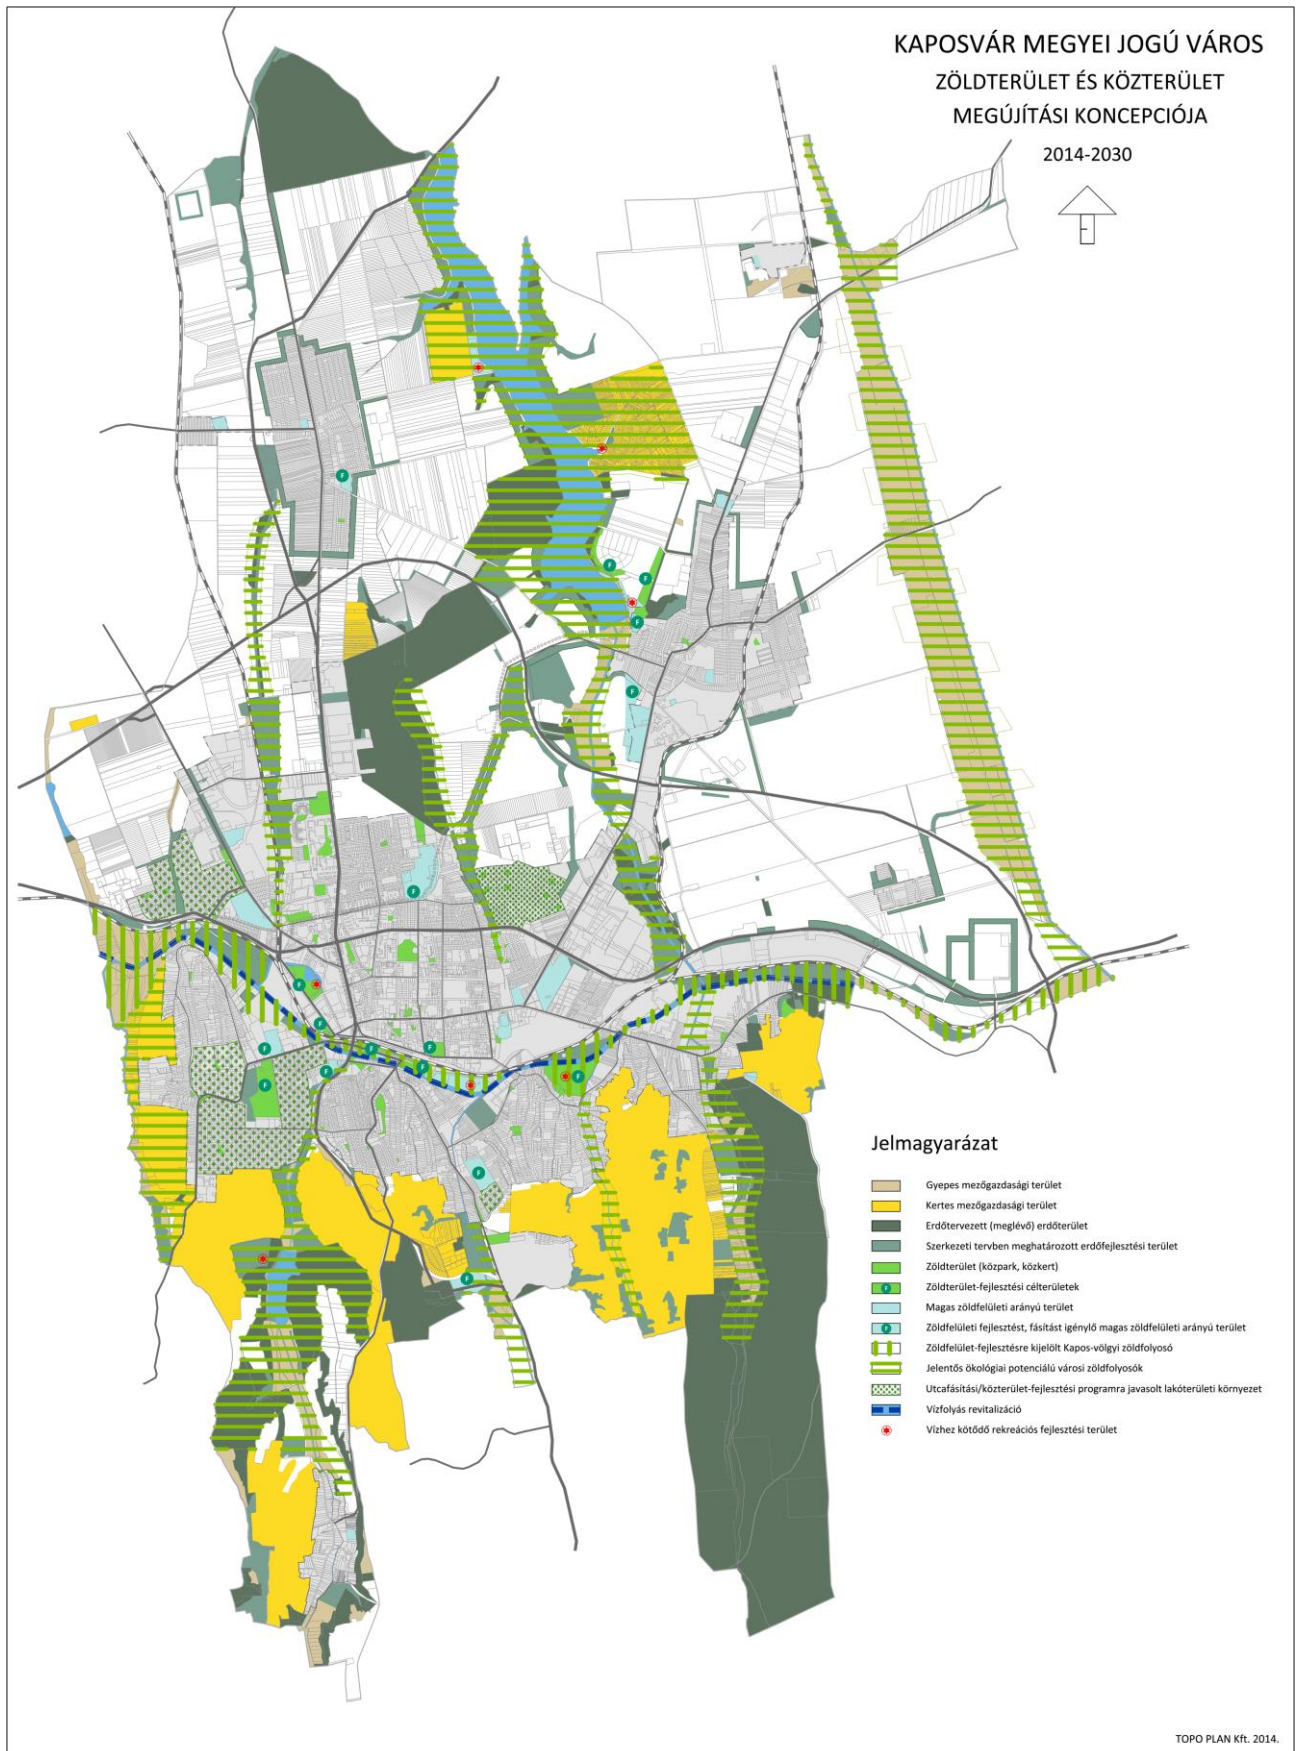 KAPOSVÁR MEGYEI JOGÚ VÁROS
ZÖLDTERÜLET ÉS KÖZTERÜLET
MEGÚJÍTÁSI KONCEPCIÓJA
2014-2030
Jelmagyarázat
Gyepes mezőgazdasági terület
Kertes mezőgazdasági terület
Erdőtervezett (meglévő) erdőterület
Szerkezeti tervben meghatározott erdőfejlesztési terület
Zöldterület (közpark, közkert)
F Zöldterület-fejlesztési célterületek
Magas zöldfelületi arányú terület
F Zöldfelületi fejlesztést, fásítást igénylő magas zöldfelületi arányú terület
Zöldfelület-fejlesztésre kijelölt Kapos-völgyi zöldfolyosó
Jelentős ökológiai potenciálú városi zöldfolyosók
Utcafásítási/közterület-fejlesztési programra javasolt lakóterületi környezet
Vízfolyás revitalizáció
Vízhez kötődő rekreációs fejlesztési terület
TOPO PLAN Kft. 2014.